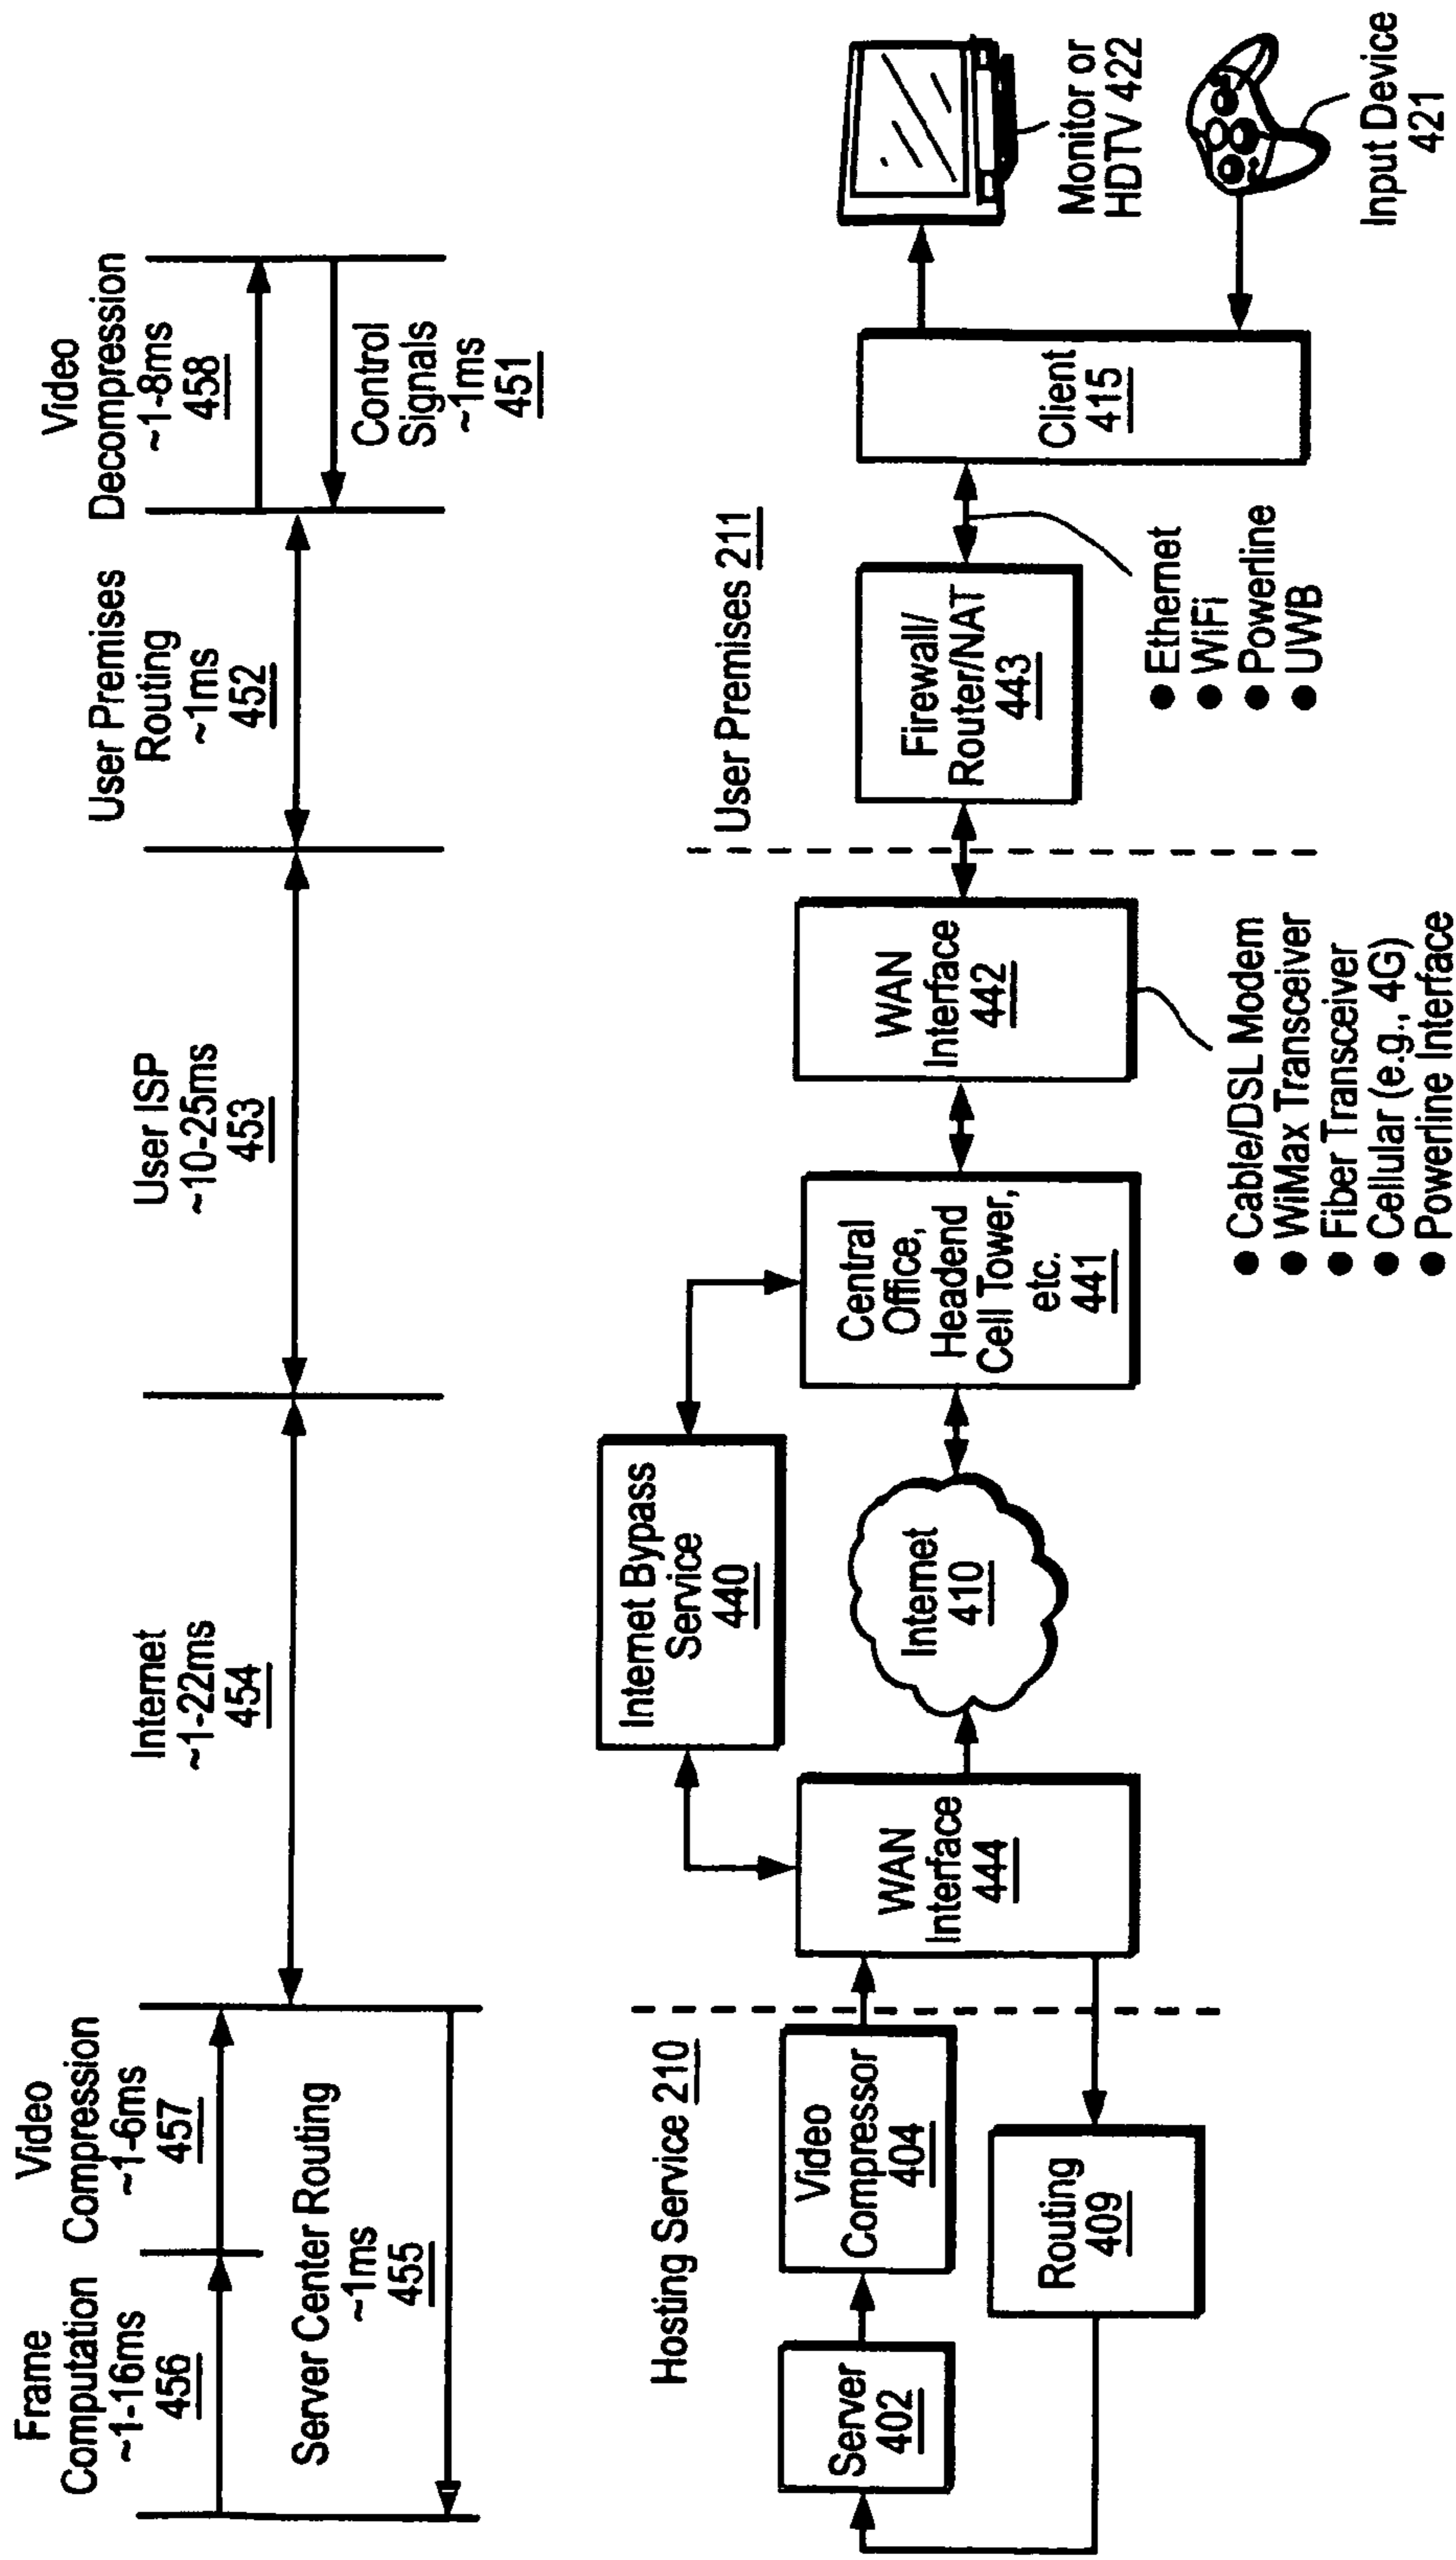 Frame
Computation
~1-16ms
456
Video
Compression
~1-6ms
457
Server Center Routing
~1ms
455
Internet
~1-22ms
454
User ISP
~10-25ms
453
User Premises
Routing
~1ms
452
Video
Decompression
~1-8ms
458
Control
Signals
~1ms
451
Hosting Service 210
Server
402
Video
Compressor
404
Routing
409
WAN
Interface
444
Internet Bypass
Service
440
Internet
410
Central
Office,
Headend
Cell Tower,
etc.
441
WAN
Interface
442
● Cable/DSL Modem
● WiMax Transceiver
● Fiber Transceiver
● Cellular (e.g., 4G)
● Powerline Interface
User Premises 211
Firewall/
Router/NAT
443
● Ethernet
● WiFi
● Powerline
● UWB
Client
415
Monitor or
HDTV 422
Input Device
421